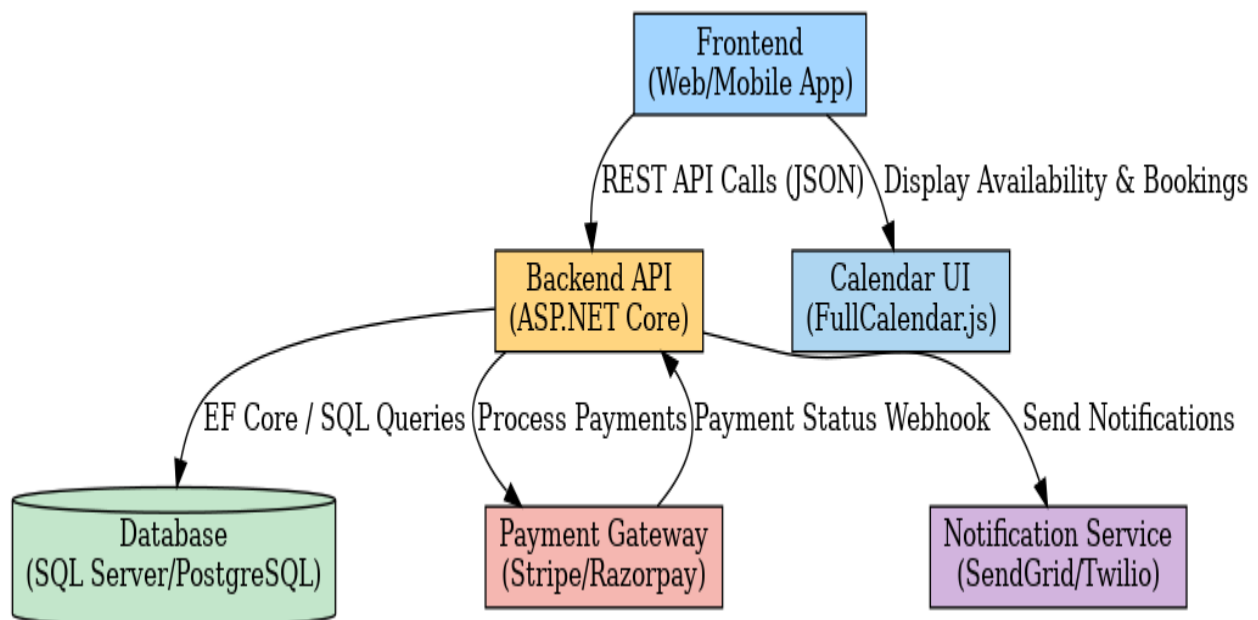 Frontend
(Web/Mobile App)
REST API Calls (JSON)
Display Availability & Bookings
Backend API
(ASP.NET Core)
Calendar UI
(FullCalendar.js)
EF Core / SQL Queries
Process Payments
Payment Status Webhook
Send Notifications
Database
(SQL Server/PostgreSQL)
Payment Gateway
(Stripe/Razorpay)
Notification Service
(SendGrid/Twilio)